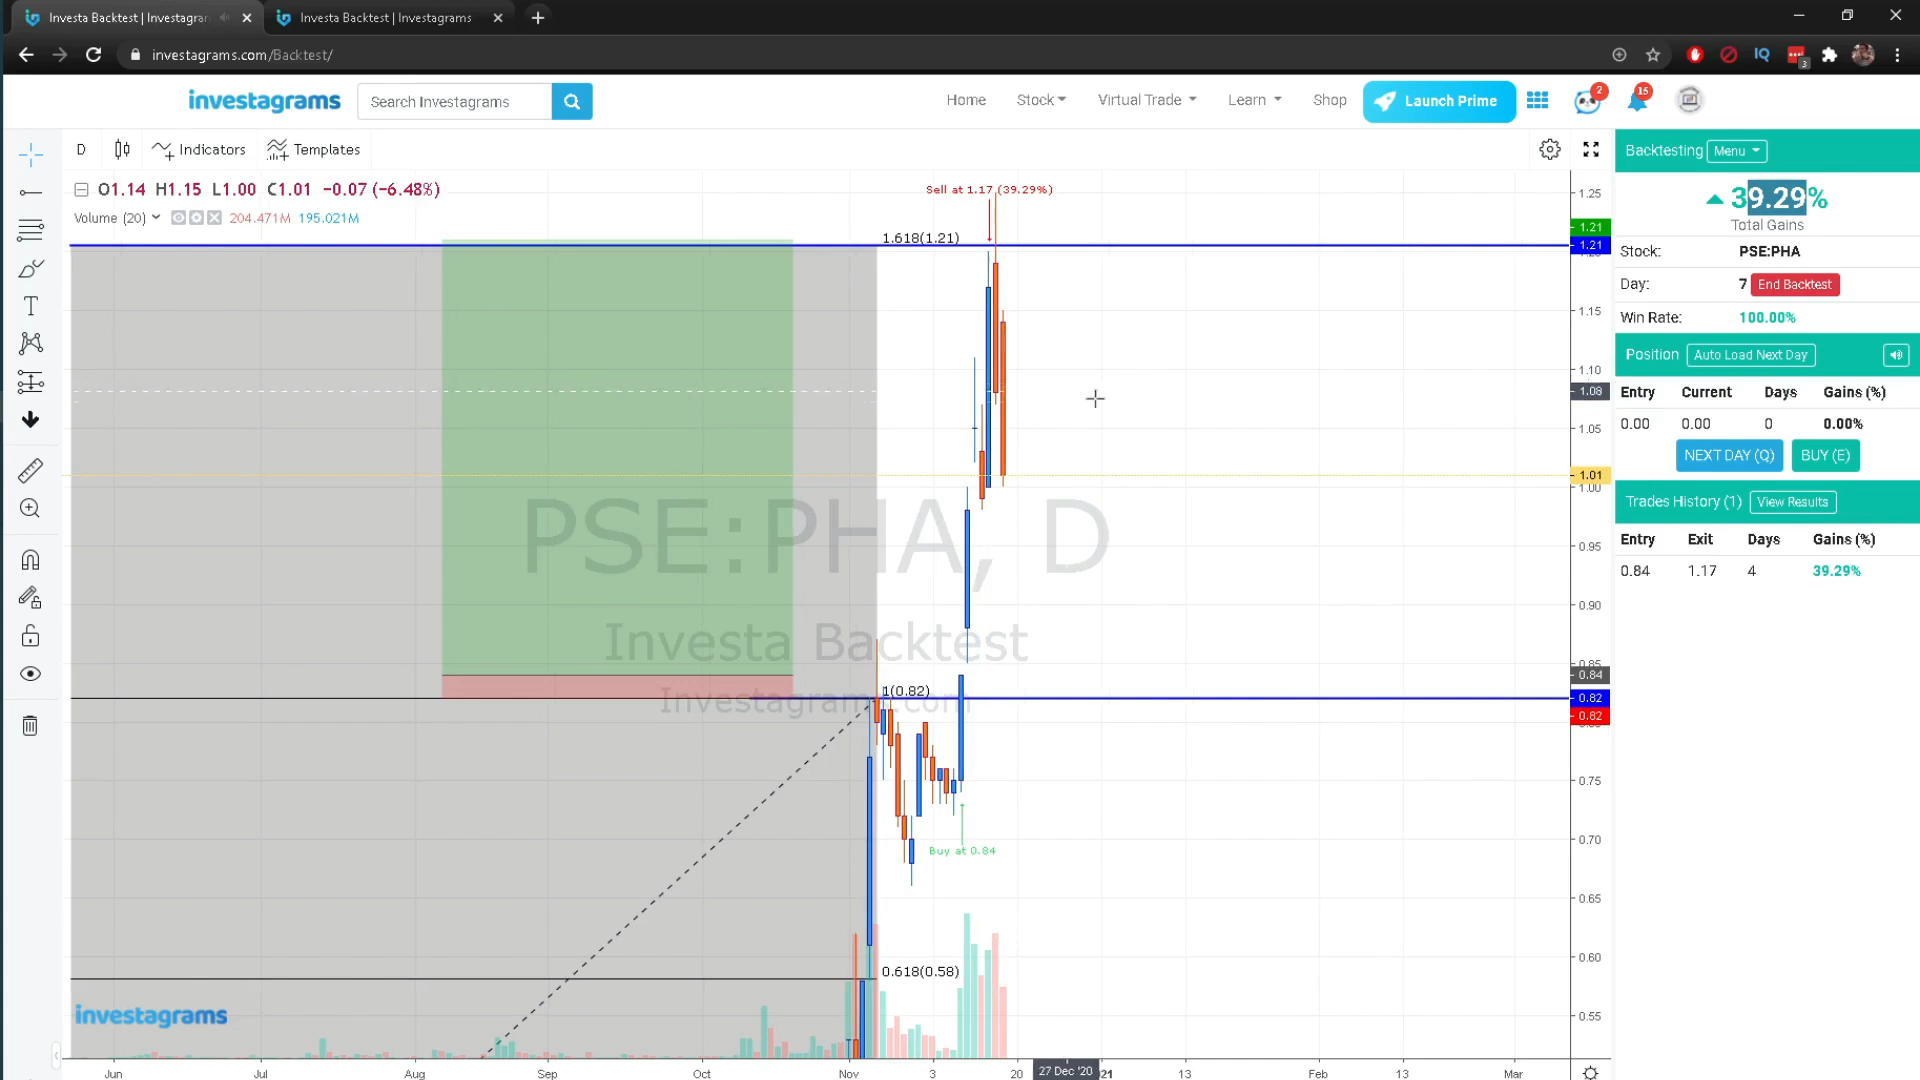 Investa Backtest | Investagrams
Investa Backtest | Investagrams
investagrams.com/Backtest/
IQ
3
investagrams
Search Investagrams
Home
Stock
Virtual Trade
Learn
Shop
Launch Prime
2
15
D
Indicators
Templates
O1.14 H1.15 L1.00 C1.01 -0.07 (-6.48%)
Volume (20) 204.471M 195.021M
Sell at 1.17 (39.29%)
1.618(1.21)
1(0.82)
Buy at 0.84
0.618(0.58)
PSE:PHA, D
Investa Backtest
Investagrams.com
investagrams
1.25
1.21
1.21
1.15
1.10
1.08
1.05
1.01
1.00
0.95
0.90
0.85
0.84
0.82
0.82
0.75
0.70
0.65
0.60
0.55
Jun
Jul
Aug
Sep
Oct
Nov
3
20
27 Dec '20
13
Feb
13
Mar
Backtesting Menu
39.29%
Total Gains
Stock: PSE:PHA
Day: 7 End Backtest
Win Rate: 100.00%
Position Auto Load Next Day
Entry Current Days Gains (%)
0.00 0.00 0 0.00%
NEXT DAY (Q) BUY (E)
Trades History (1) View Results
Entry Exit Days Gains (%)
0.84 1.17 4 39.29%